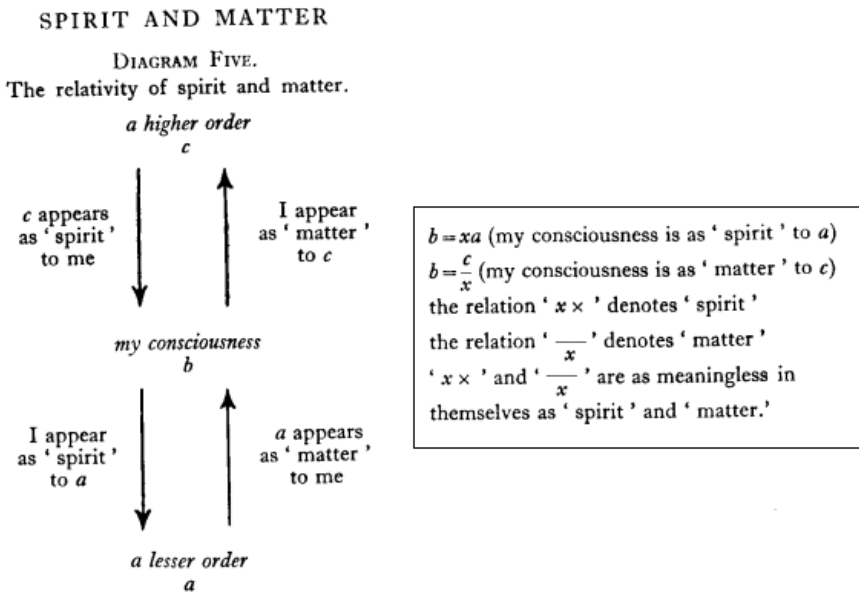 SPIRIT AND MATTER
DIAGRAM FIVE.
The relativity of spirit and matter.
a higher order
c
c appears
as ‘ spirit ’
to me
I appear
as ‘ matter ’
to c
my consciousness
b
I appear
as ‘ spirit ’
to a
a appears
as ‘ matter ’
to me
a lesser order
a
b = xa (my consciousness is as ‘ spirit ’ to a)
b = c/x (my consciousness is as ‘ matter ’ to c)
the relation ‘ x × ’ denotes ‘ spirit ’
the relation ‘ —/x ’ denotes ‘ matter ’
‘ x × ’ and ‘ —/x ’ are as meaningless in
themselves as ‘ spirit ’ and ‘ matter.’